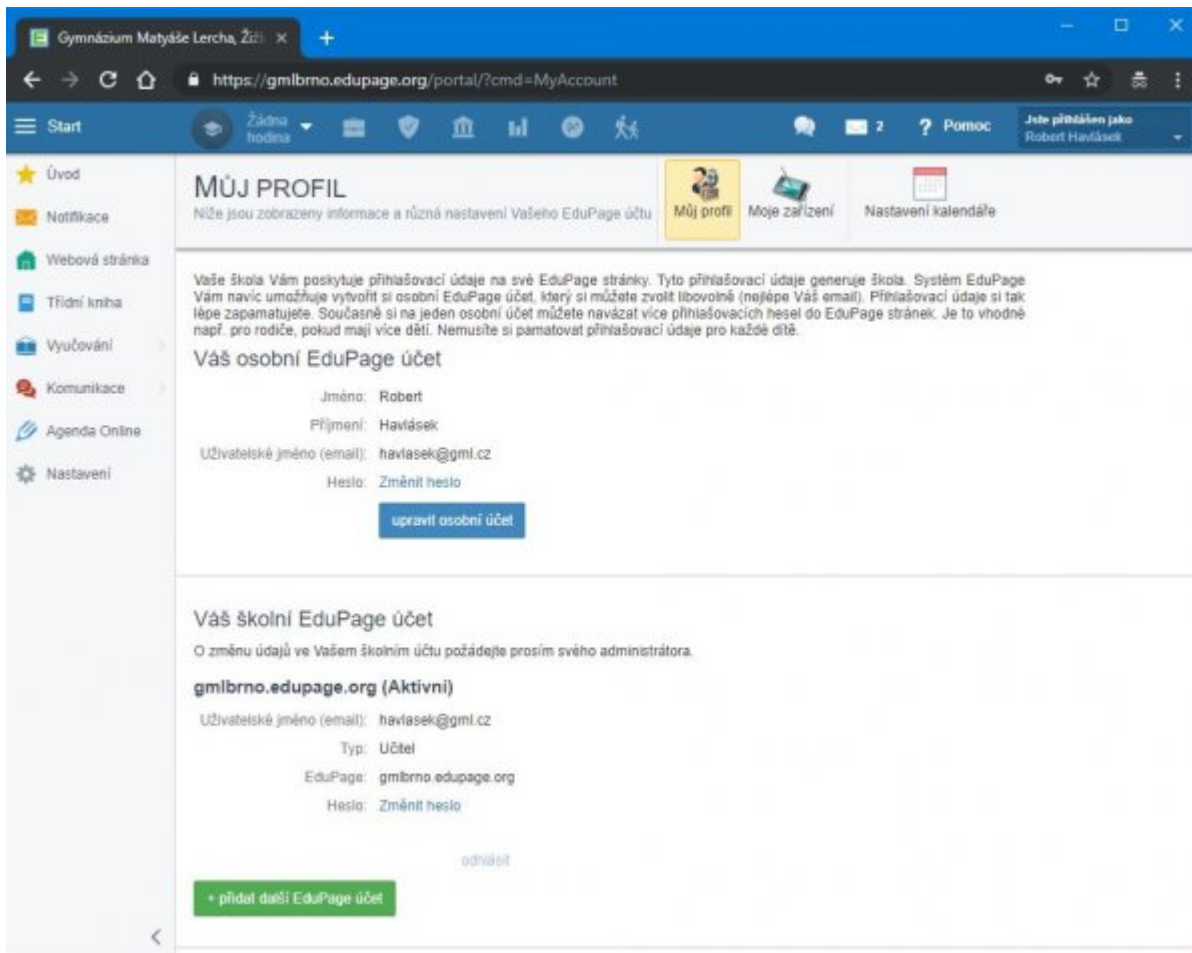 Gymnázium Matyáše Lercha, Žiž
https://gmlbrno.edupage.org/portal/?cmd=MyAccount
Start
Žádna
hodina
2
? Pomoc
Jste přihlášen jako
Robert Havlásek
Úvod
Notifikace
Webová stránka
Třídní kniha
Vyučování
Komunikace
Agenda Online
Nastavení
MŮJ PROFIL
Níže jsou zobrazeny informace a různá nastavení Vašeho EduPage účtu
Můj profil
Moje zařízení
Nastavení kalendáře
Vaše škola Vám poskytuje přihlašovací údaje na své EduPage stránky. Tyto přihlašovací údaje generuje škola. Systém EduPage
Vám navíc umožňuje vytvořit si osobní EduPage účet, který si můžete zvolit libovolně (nejlépe Váš email). Přihlašovací údaje si tak
lépe zapamatujete. Současně si na jeden osobní účet můžete navázat více přihlašovacích hesel do EduPage stránek. Je to vhodné
např. pro rodiče, pokud mají více dětí. Nemusíte si pamatovat přihlašovací údaje pro každé dítě.
Váš osobní EduPage účet
Jméno: Robert
Příjmení: Havlásek
Uživatelské jméno (email): havlasek@gml.cz
Heslo: Změnit heslo
upravit osobní účet
Váš školní EduPage účet
O změnu údajů ve Vašem školním účtu požádejte prosím svého administrátora.
gmlbrno.edupage.org (Aktivní)
Uživatelské jméno (email): havlasek@gml.cz
Typ: Učitel
EduPage: gmlbrno.edupage.org
Heslo: Změnit heslo
odhlásit
+ přidat další EduPage účet